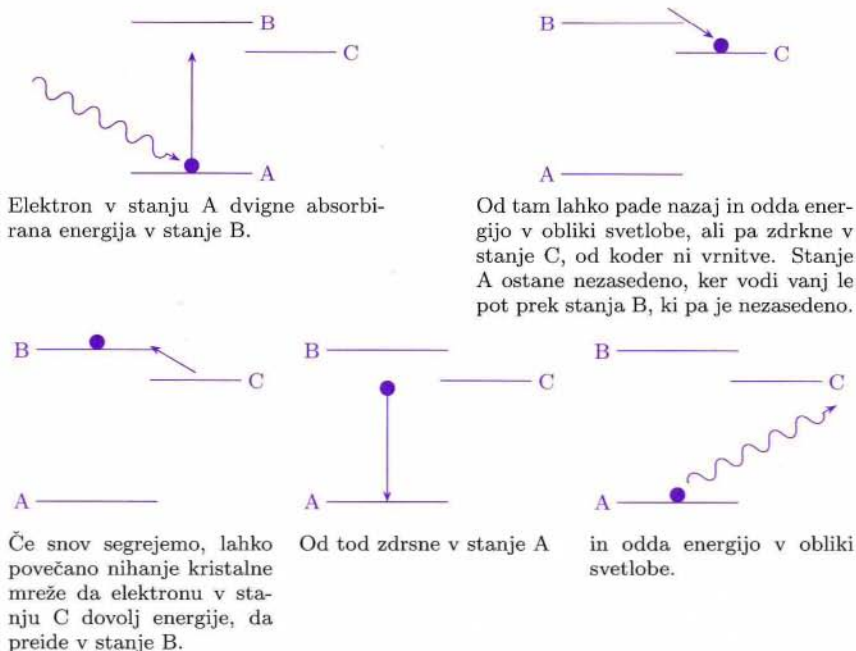 B
C
A
Elektron v stanju A dvigne absorbi-
rana energija v stanje B.
B
C
A
Od tam lahko pade nazaj in odda ener-
gijo v obliki svetlobe, ali pa zdrkne v
stanje C, od koder ni vrnitve. Stanje
A ostane nezasedeno, ker vodi vanj le
pot prek stanja B, ki pa je nezasedeno.
B
C
A
Če snov segrejemo, lahko
povečano nihanje kristalne
mreže da elektronu v sta-
nju C dovolj energije, da
preide v stanje B.
B
C
A
Od tod zdrsne v stanje A
B
C
A
in odda energijo v obliki
svetlobe.